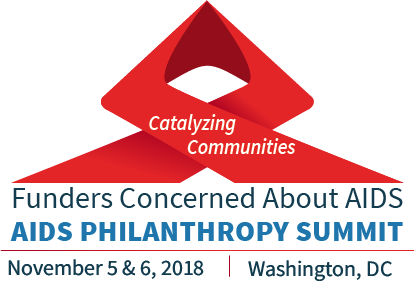 Catalyzing
Communities
Funders Concerned About AIDS
AIDS PHILANTHROPY SUMMIT
November 5 & 6, 2018 | Washington, DC